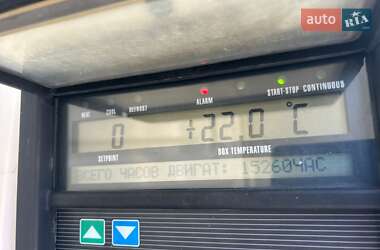 auto RIA
HEAT COOL DEFROST ALARM START-STOP CONTINUOUS
0 +22.0 °C
SETPOINT BOX TEMPERATURE
ВСЕГО ЧАСОВ ДВИГАТ: 15260ЧАС